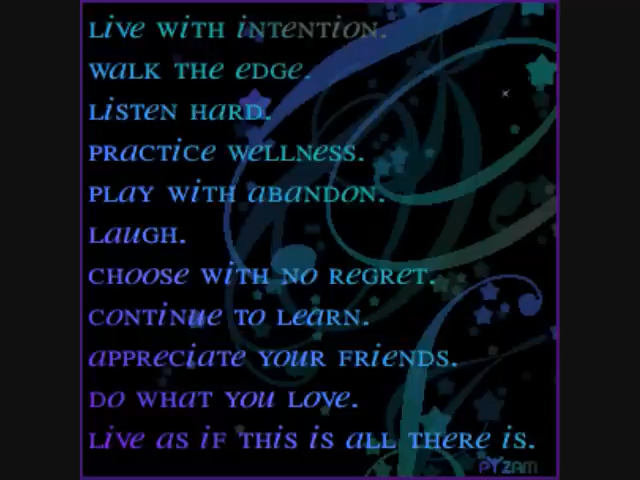 Live with intention.
Walk the edge.
Listen hard.
Practice wellness.
Play with abandon.
Laugh.
Choose with no regret.
Continue to learn.
Appreciate your friends.
Do what you love.
Live as if this is all there is.
PYZAM